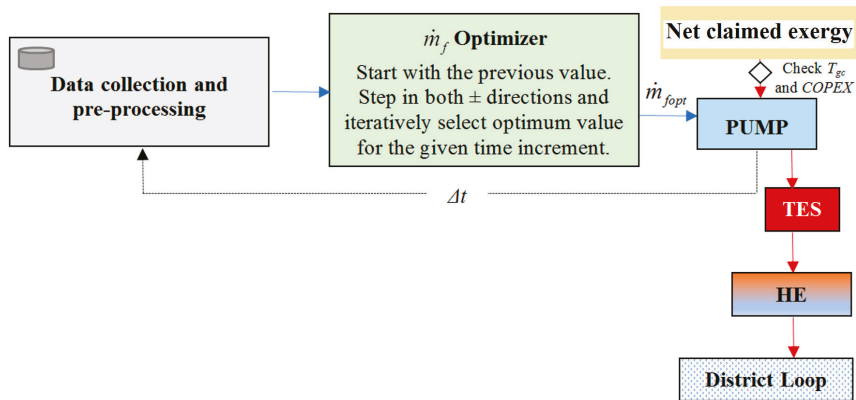 Data collection and
pre-processing
ṁf Optimizer
Start with the previous value.
Step in both ± directions and
iteratively select optimum value
for the given time increment.
ṁfopt
Net claimed exergy
Check Tgc
and COPEX
PUMP
Δt
TES
HE
District Loop